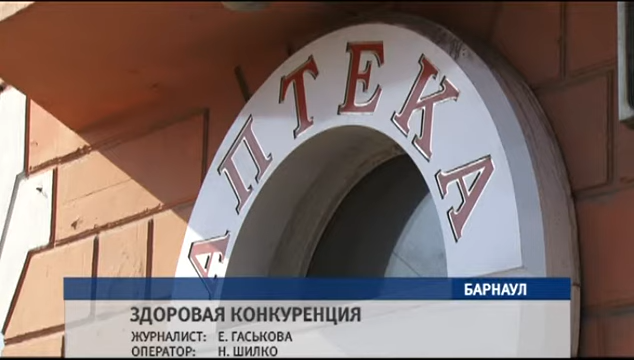 АПТЕКА
БАРНАУЛ
ЗДОРОВАЯ КОНКУРЕНЦИЯ
ЖУРНАЛИСТ: Е. ГАСЬКОВА
ОПЕРАТОР: Н. ШИЛКО